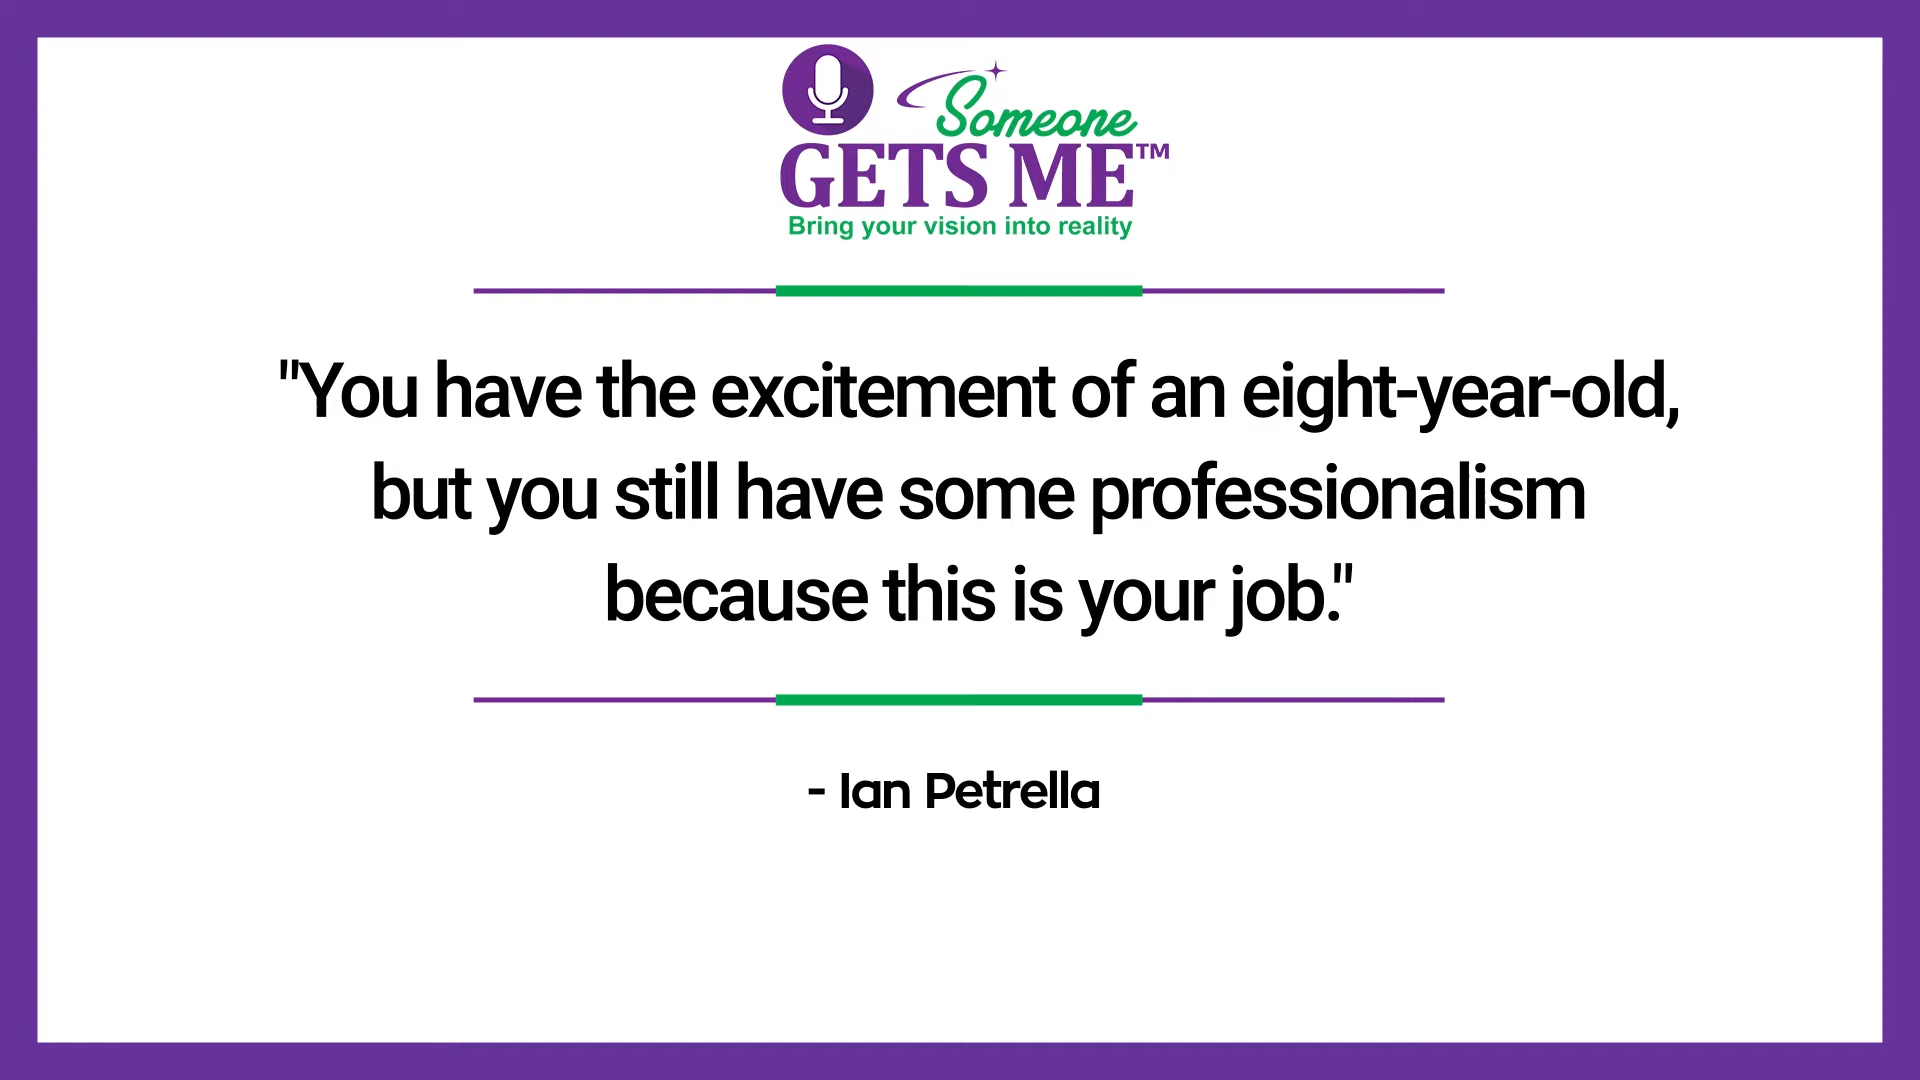 Someone
GETS ME™
Bring your vision into reality
"You have the excitement of an eight-year-old,
but you still have some professionalism
because this is your job."
- Ian Petrella